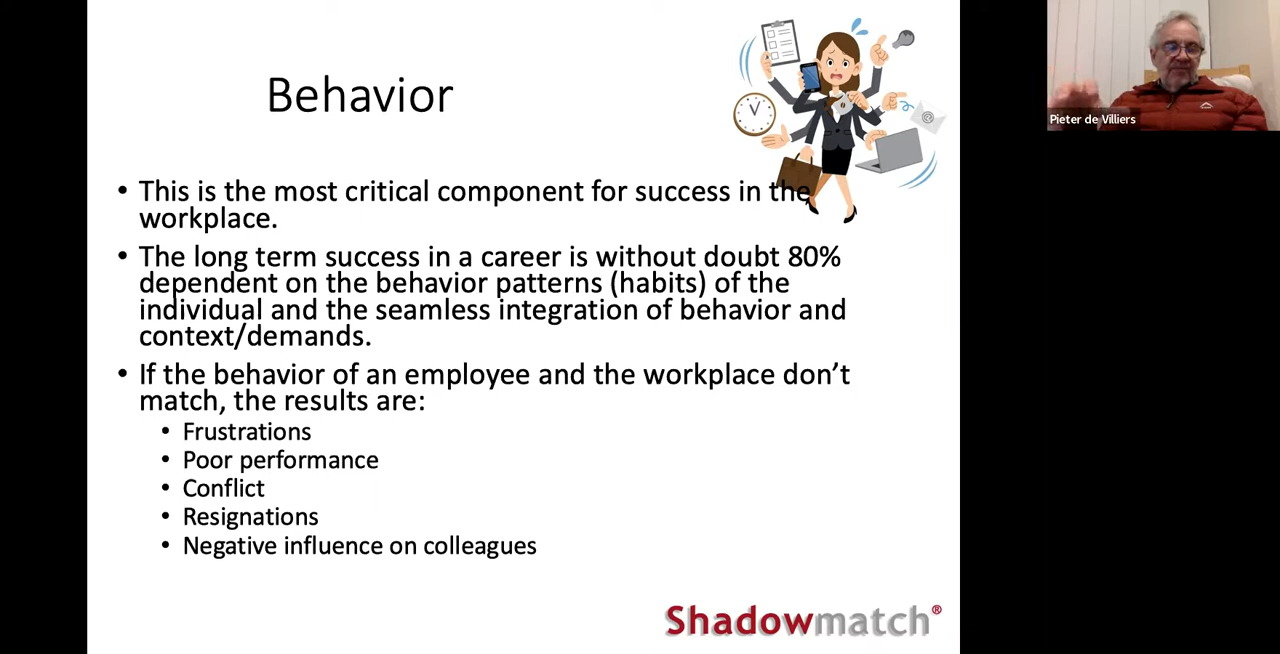 Behavior
• This is the most critical component for success in the
workplace.
• The long term success in a career is without doubt 80%
dependent on the behavior patterns (habits) of the
individual and the seamless integration of behavior and
context/demands.
• If the behavior of an employee and the workplace don’t
match, the results are:
• Frustrations
• Poor performance
• Conflict
• Resignations
• Negative influence on colleagues
Shadowmatch®
Pieter de Villiers
@